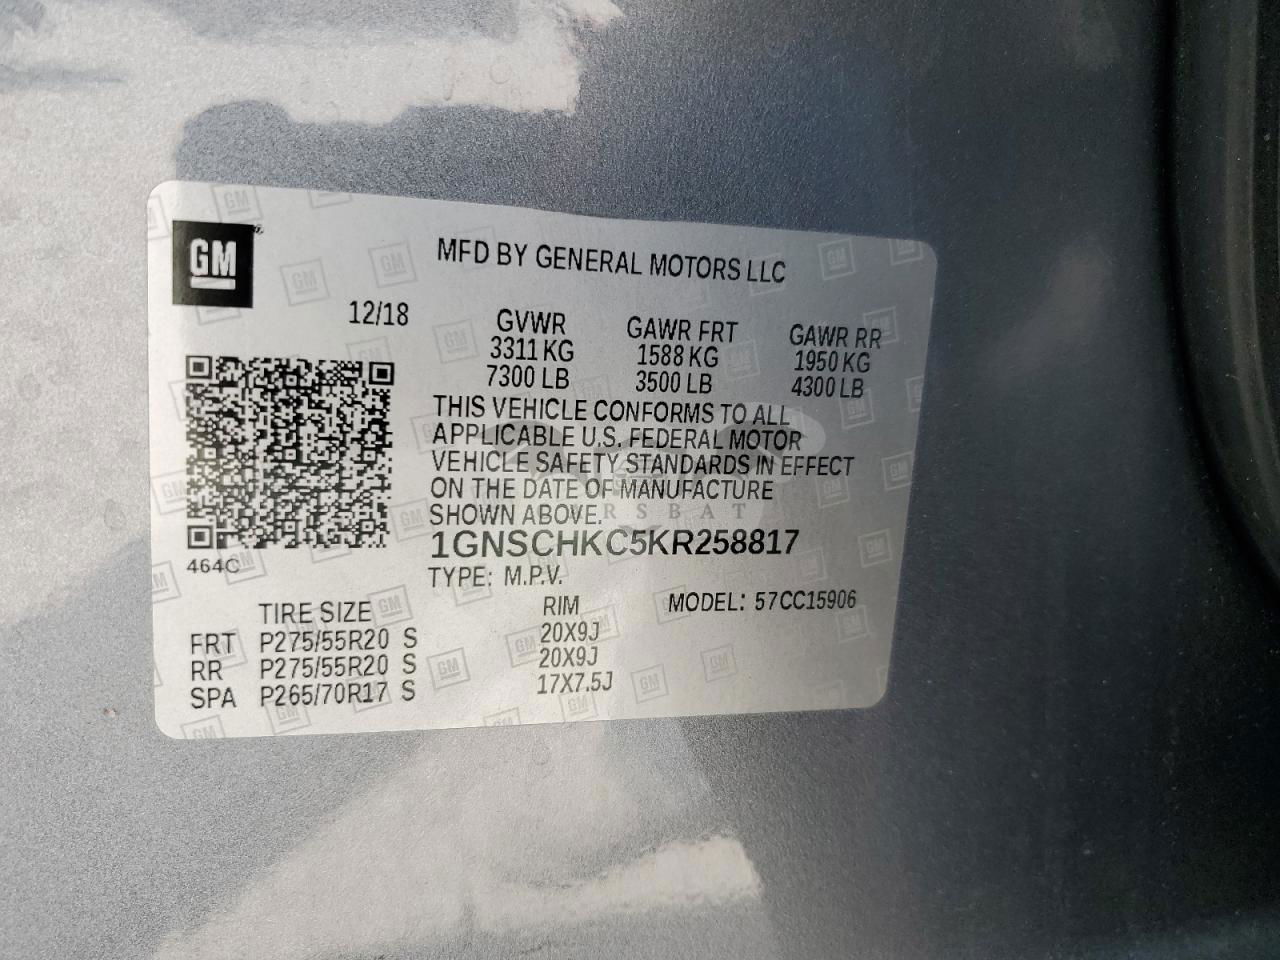 GM
MFD BY GENERAL MOTORS LLC
12/18
GVWR GAWR FRT GAWR RR
3311 KG 1588 KG 1950 KG
7300 LB 3500 LB 4300 LB
THIS VEHICLE CONFORMS TO ALL
APPLICABLE U.S. FEDERAL MOTOR
VEHICLE SAFETY STANDARDS IN EFFECT
ON THE DATE OF MANUFACTURE
SHOWN ABOVE.
1GNSCHKC5KR258817
464C
TYPE: M.P.V.
MODEL: 57CC15906
TIRE SIZE RIM
FRT P275/55R20 S 20X9J
RR P275/55R20 S 20X9J
SPA P265/70R17 S 17X7.5J